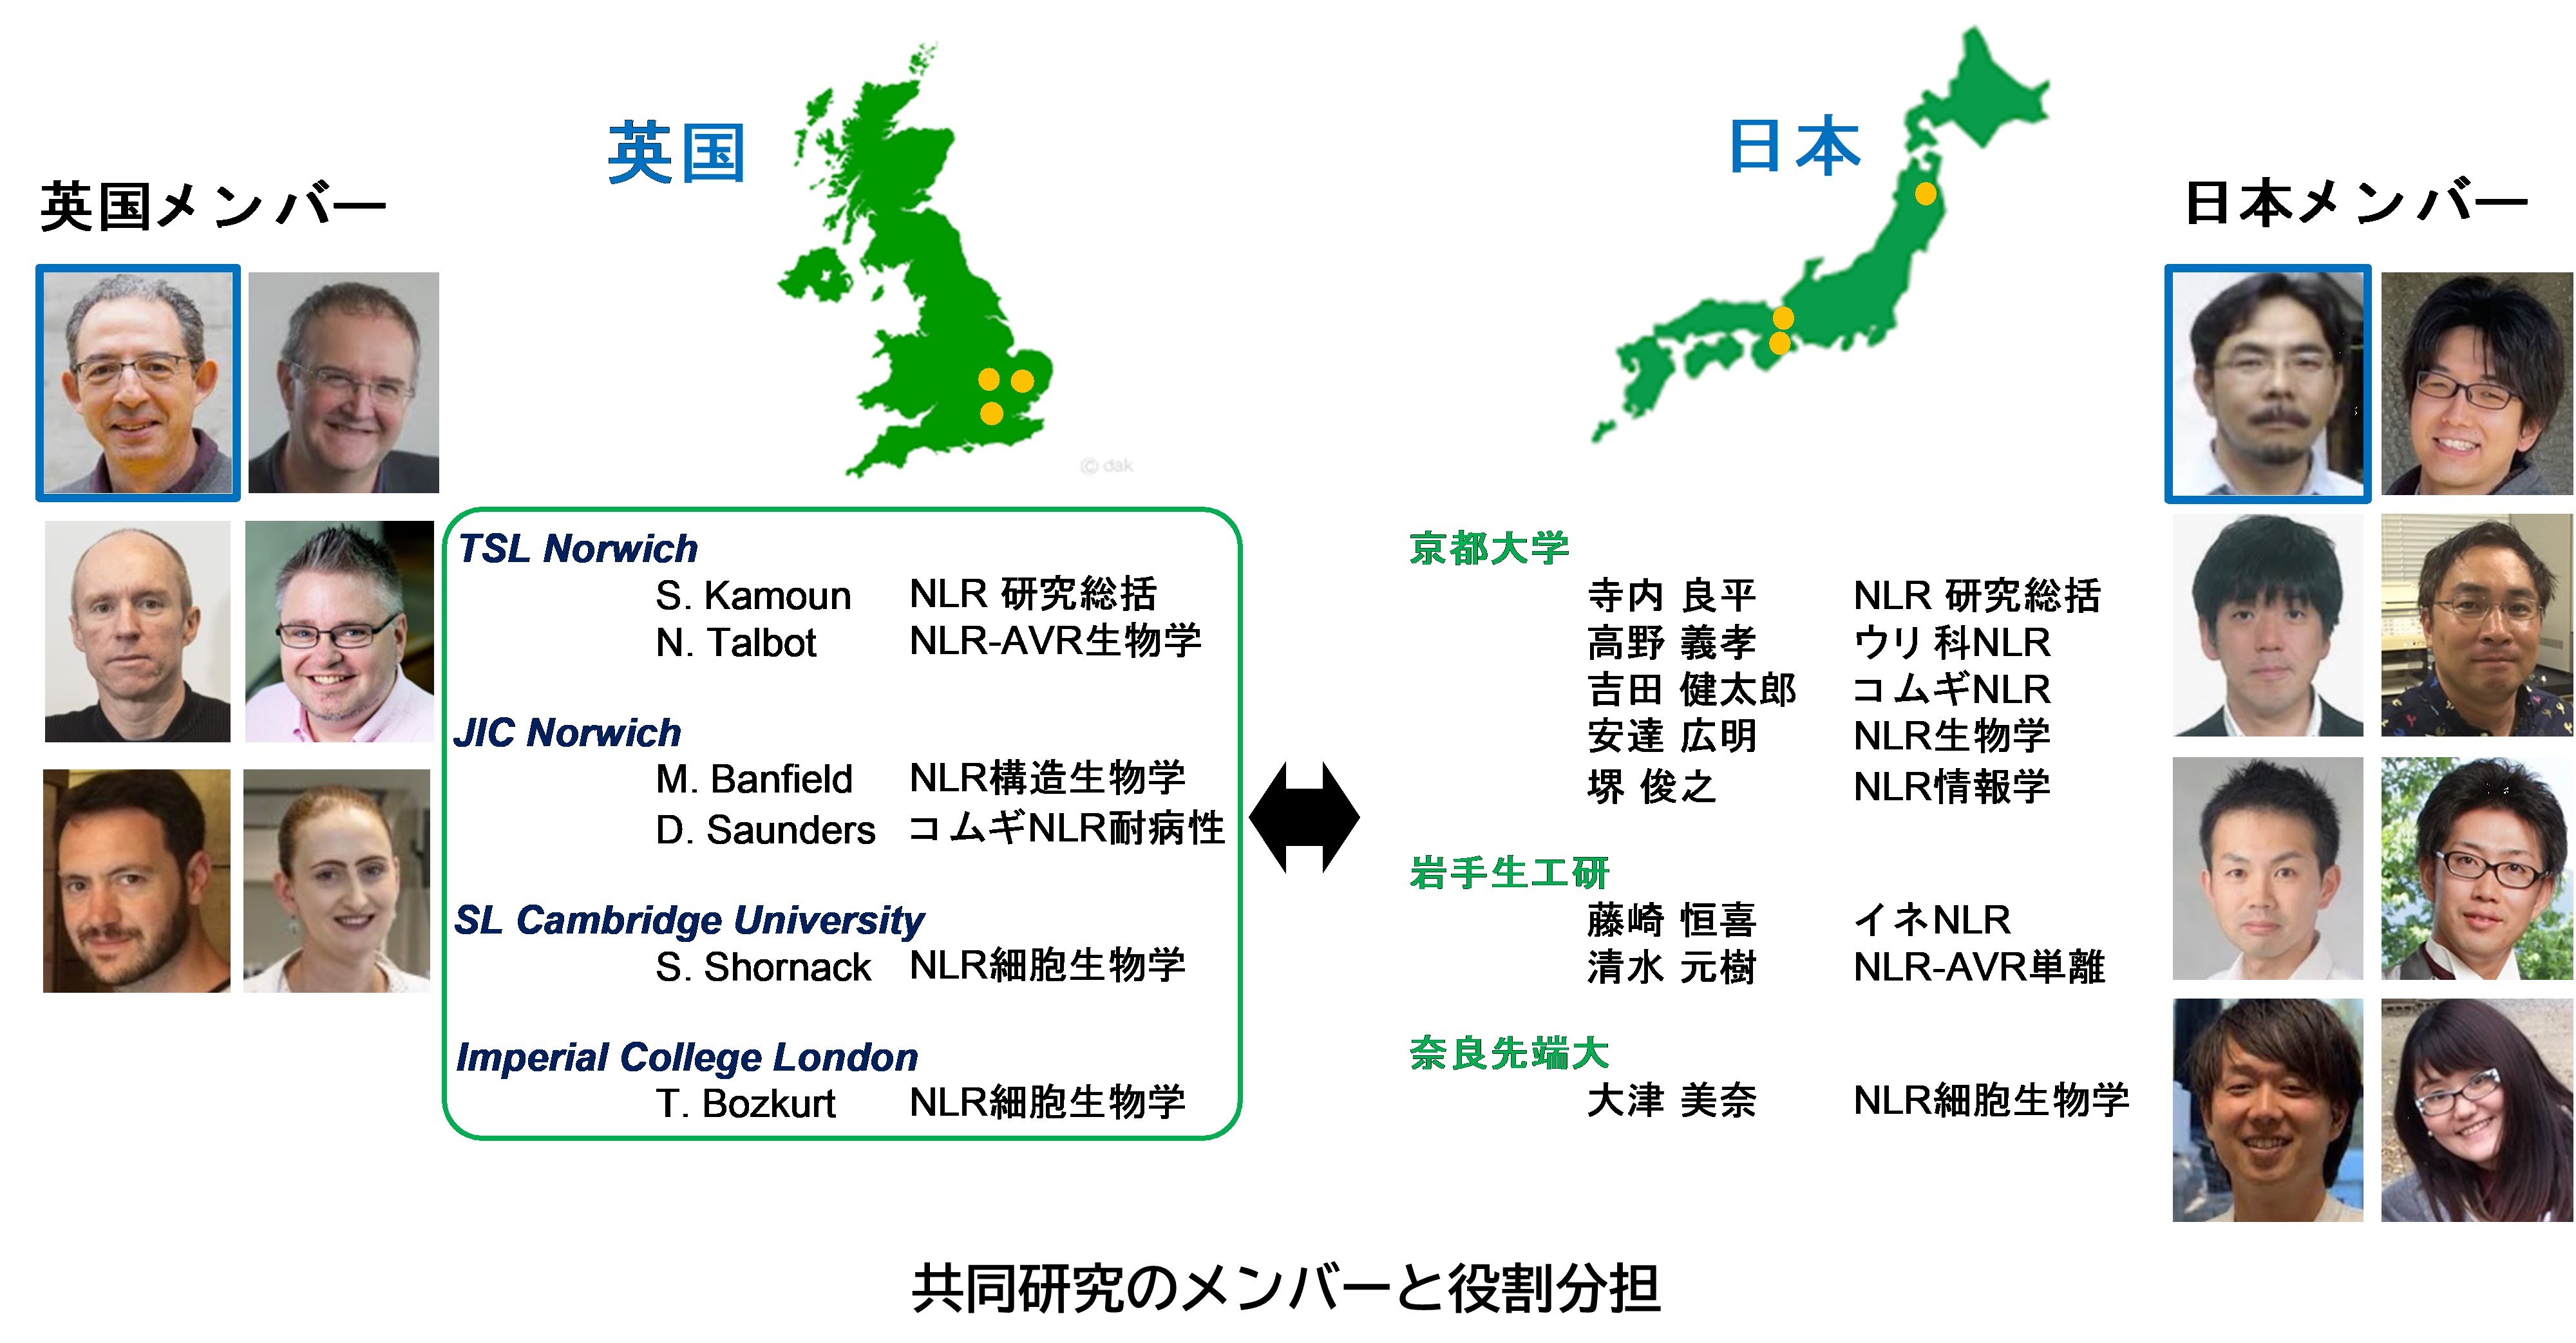 英国
日本
英国メンバー
日本メンバー
© dak
TSL Norwich
S. Kamoun NLR 研究総括
N. Talbot NLR-AVR生物学
JIC Norwich
M. Banfield NLR構造生物学
D. Saunders コムギNLR耐病性
SL Cambridge University
S. Shornack NLR細胞生物学
Imperial College London
T. Bozkurt NLR細胞生物学
京都大学
寺内 良平 NLR 研究総括
高野 義孝 ウリ科NLR
吉田 健太郎 コムギNLR
安達 広明 NLR生物学
堺 俊之 NLR情報学
岩手生工研
藤崎 恒喜 イネNLR
清水 元樹 NLR-AVR単離
奈良先端大
大津 美奈 NLR細胞生物学
共同研究のメンバーと役割分担